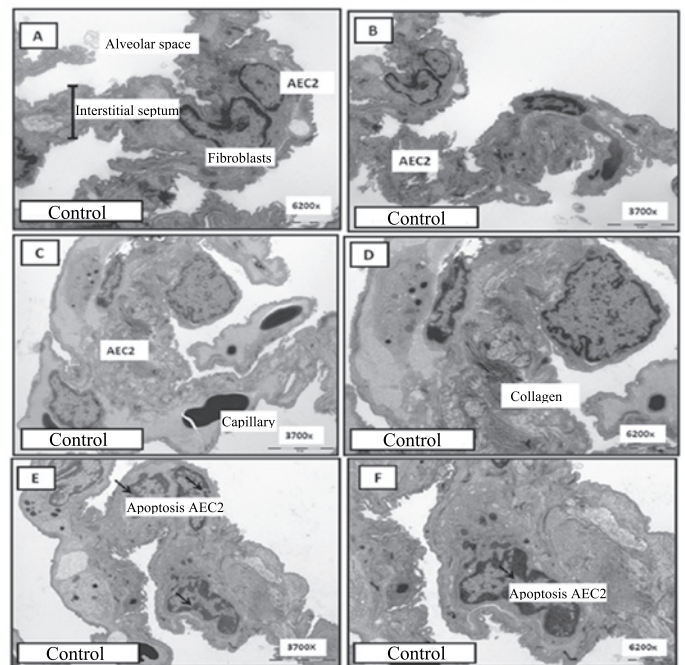 A
Alveolar space
AEC2
Interstitial septum
Fibroblasts
6200x
Control
B
AEC2
3700x
Control
C
AEC2
Capillary
3700x
Control
D
Collagen
6200x
Control
E
Apoptosis AEC2
3700X
Control
F
Apoptosis AEC2
6200x
Control